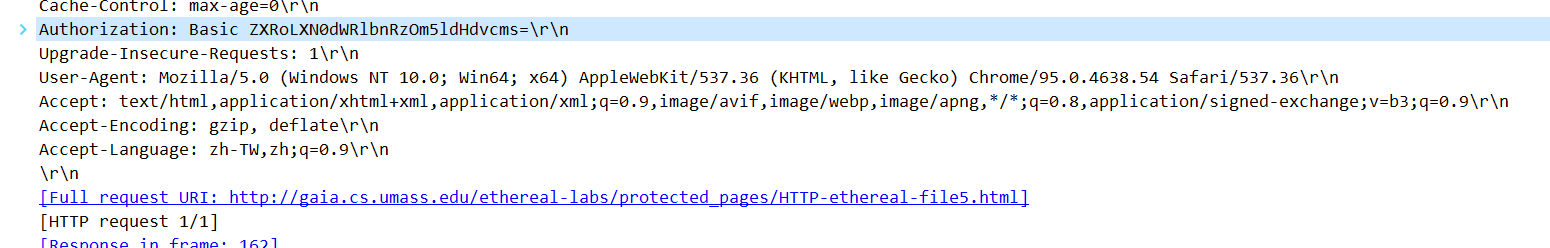 Cache-Control: max-age=0\r\n
Authorization: Basic ZXRoLXN0dWRlbnRzOm5ldHdvcms=\r\n
Upgrade-Insecure-Requests: 1\r\n
User-Agent: Mozilla/5.0 (Windows NT 10.0; Win64; x64) AppleWebKit/537.36 (KHTML, like Gecko) Chrome/95.0.4638.54 Safari/537.36\r\n
Accept: text/html,application/xhtml+xml,application/xml;q=0.9,image/avif,image/webp,image/apng,*/*;q=0.8,application/signed-exchange;v=b3;q=0.9\r\n
Accept-Encoding: gzip, deflate\r\n
Accept-Language: zh-TW,zh;q=0.9\r\n
\r\n
[Full request URI: http://gaia.cs.umass.edu/ethereal-labs/protected_pages/HTTP-ethereal-file5.html]
[HTTP request 1/1]
[Response in frame: 162]